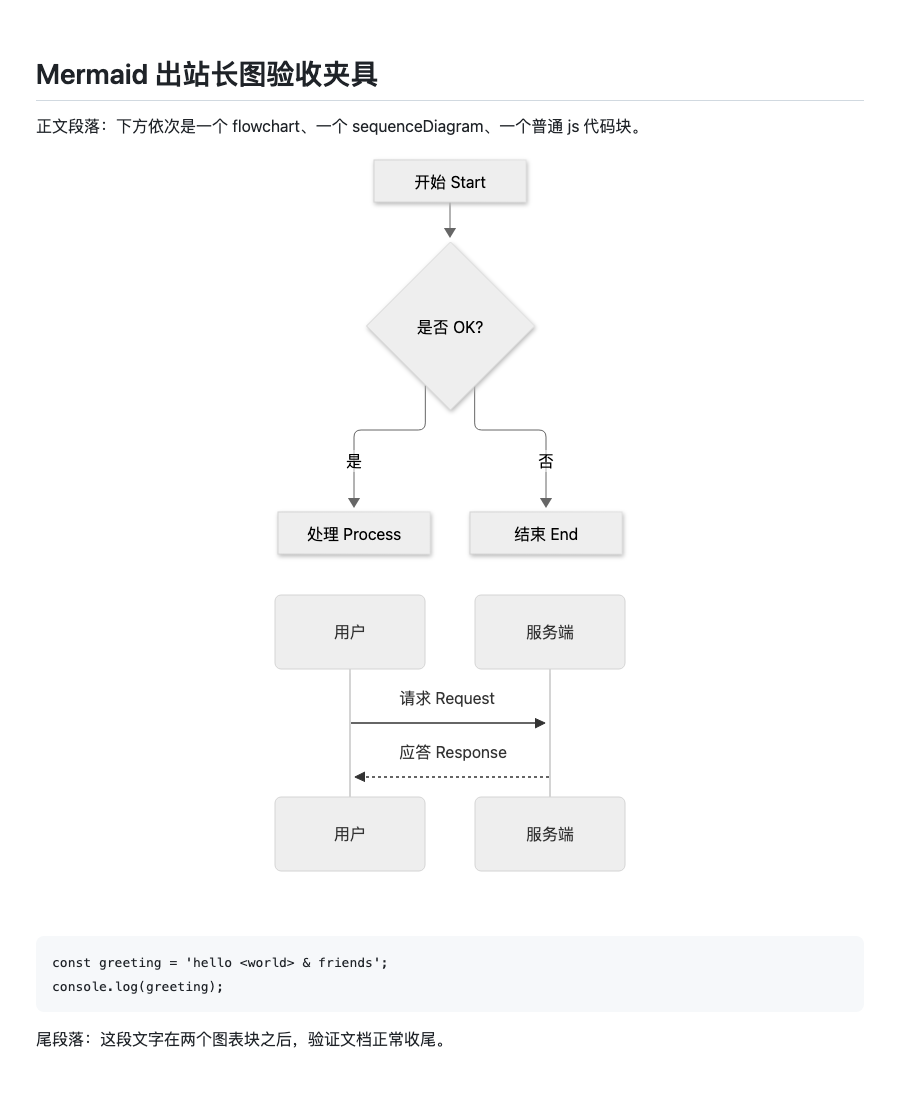 Mermaid 出站长图验收夹具
正文段落：下方依次是一个 flowchart、一个 sequenceDiagram、一个普通 js 代码块。
开始 Start
是否 OK?
是
否
处理 Process
结束 End
用户
服务端
请求 Request
应答 Response
用户
服务端
const greeting = 'hello <world> & friends';
console.log(greeting);
尾段落：这段文字在两个图表块之后，验证文档正常收尾。